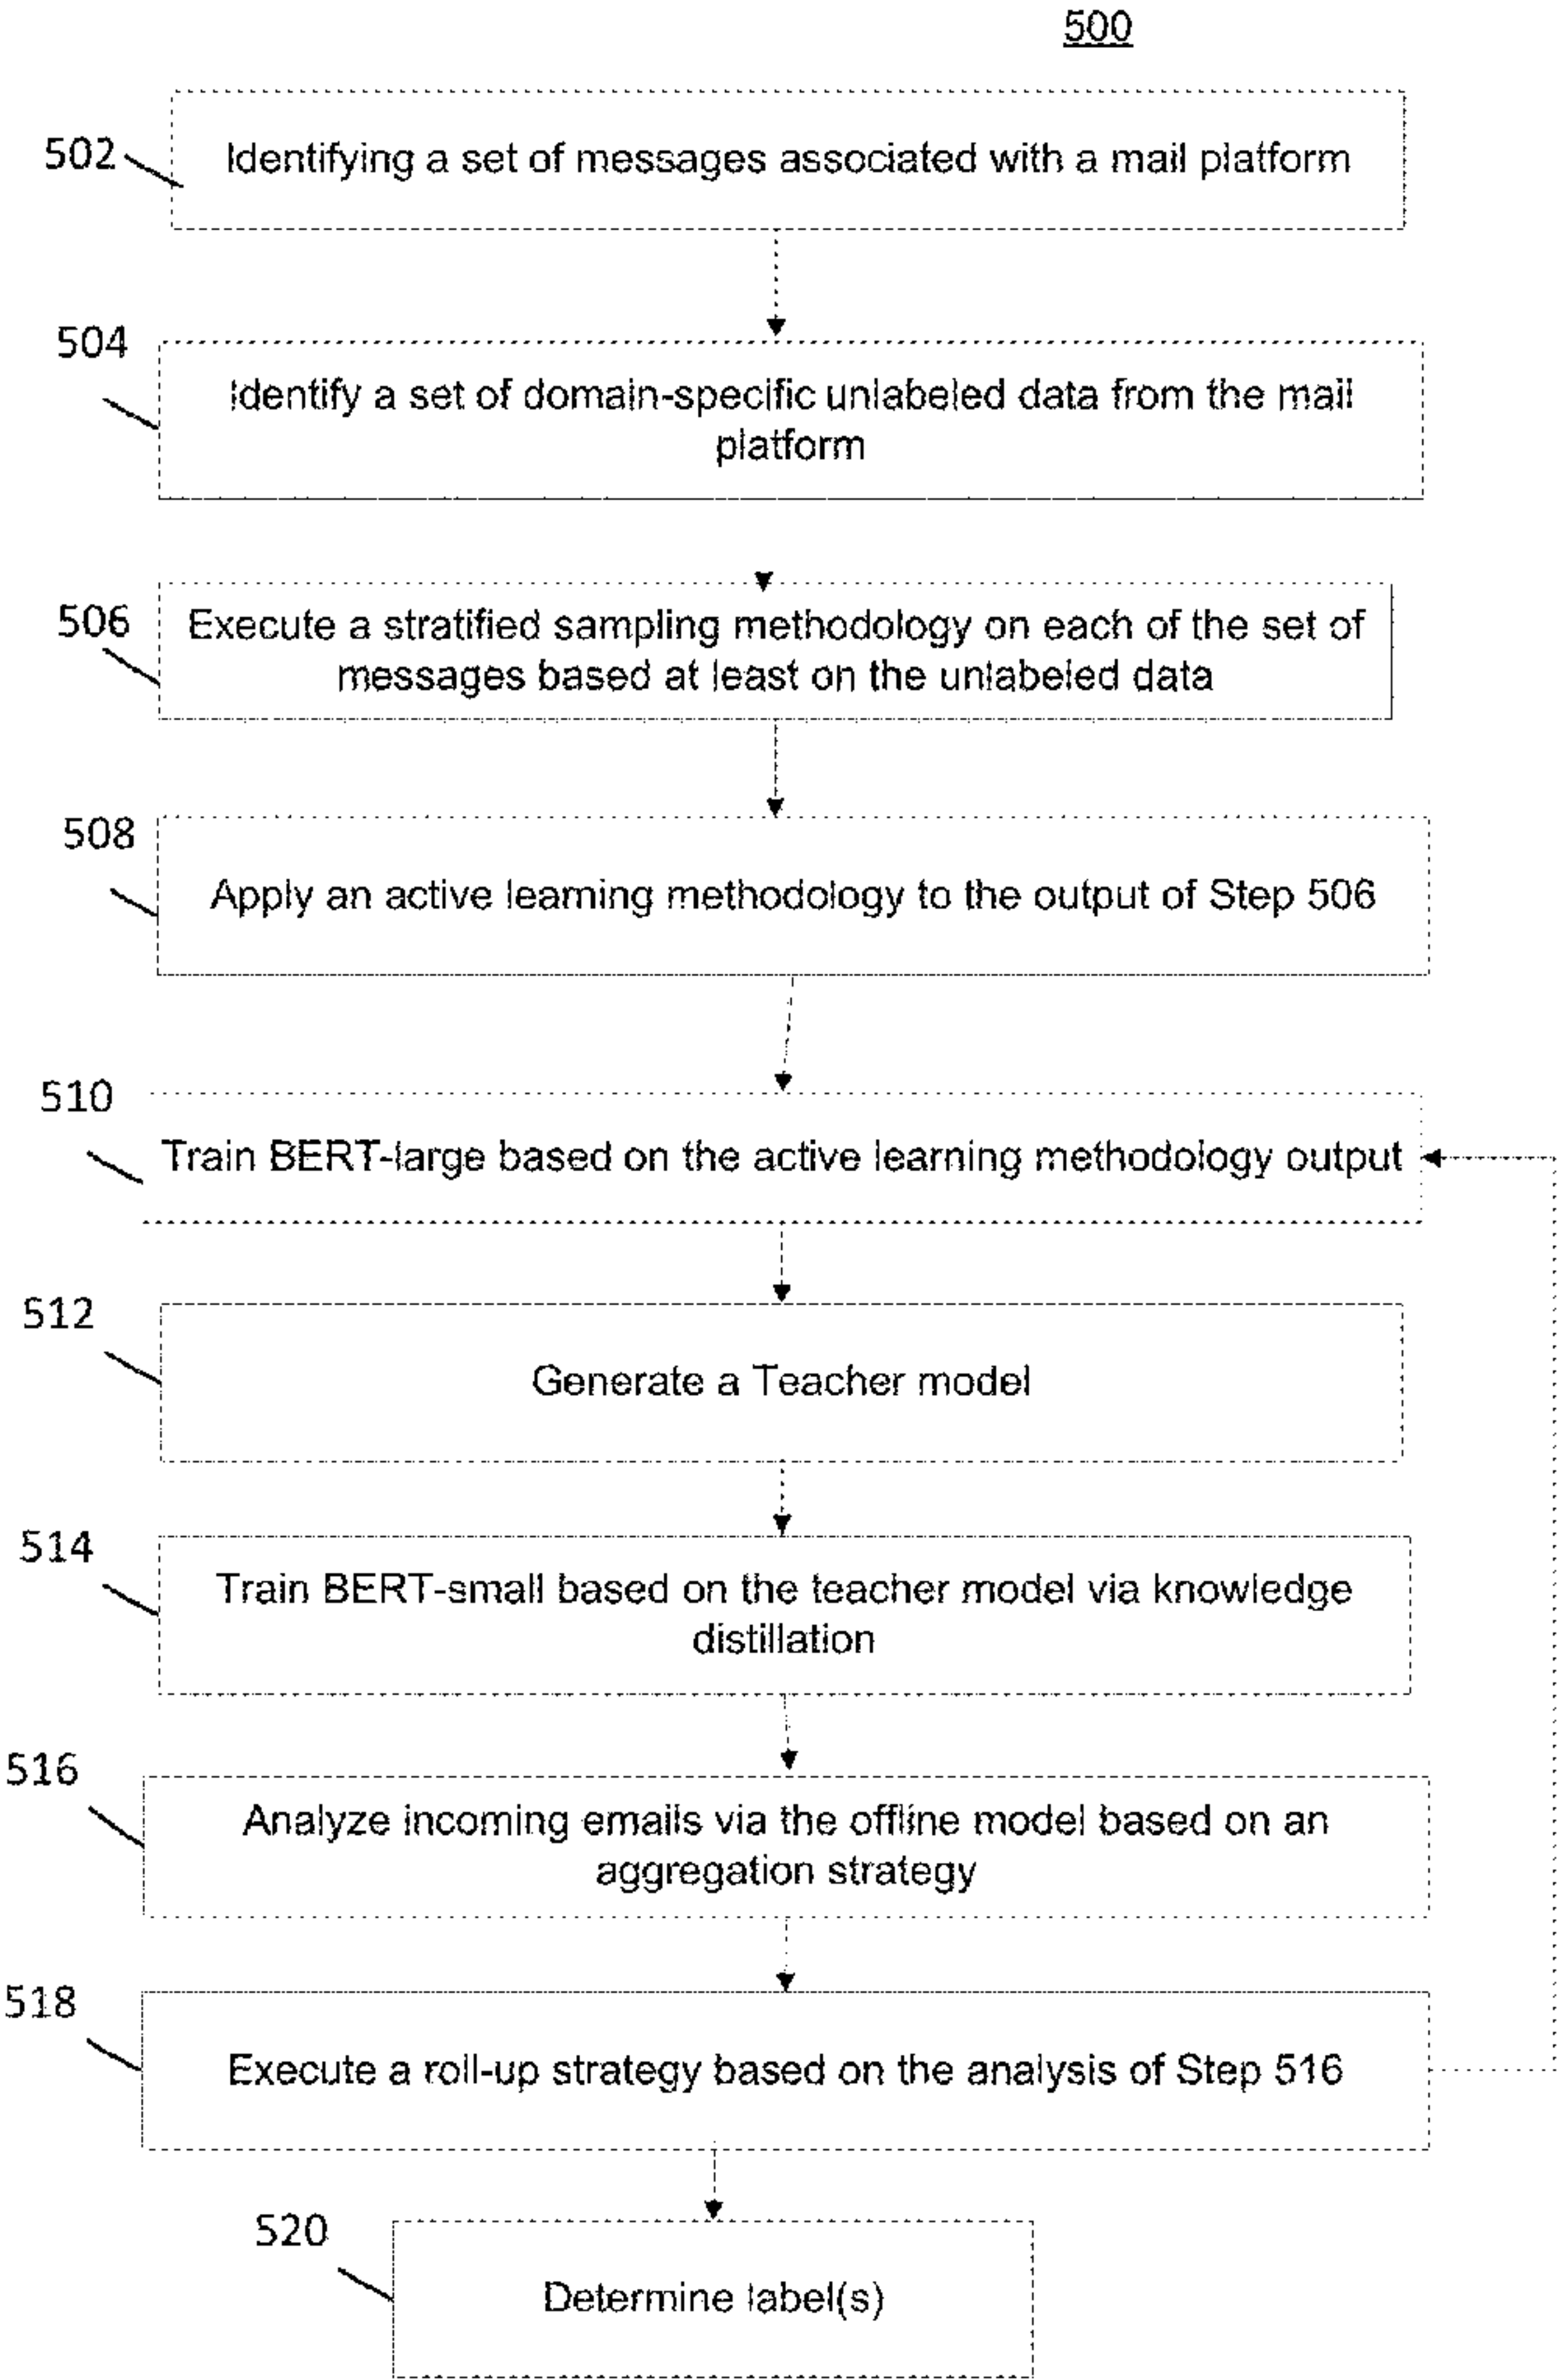 500
502
Identifying a set of messages associated with a mail platform
504
Identify a set of domain-specific unlabeled data from the mail
platform
506
Execute a stratified sampling methodology on each of the set of
messages based at least on the unlabeled data
508
Apply an active learning methodology to the output of Step 506
510
Train BERT-large based on the active learning methodology output
512
Generate a Teacher model
514
Train BERT-small based on the teacher model via knowledge
distillation
516
Analyze incoming emails via the offline model based on an
aggregation strategy
518
Execute a roll-up strategy based on the analysis of Step 516
520
Determine label(s)